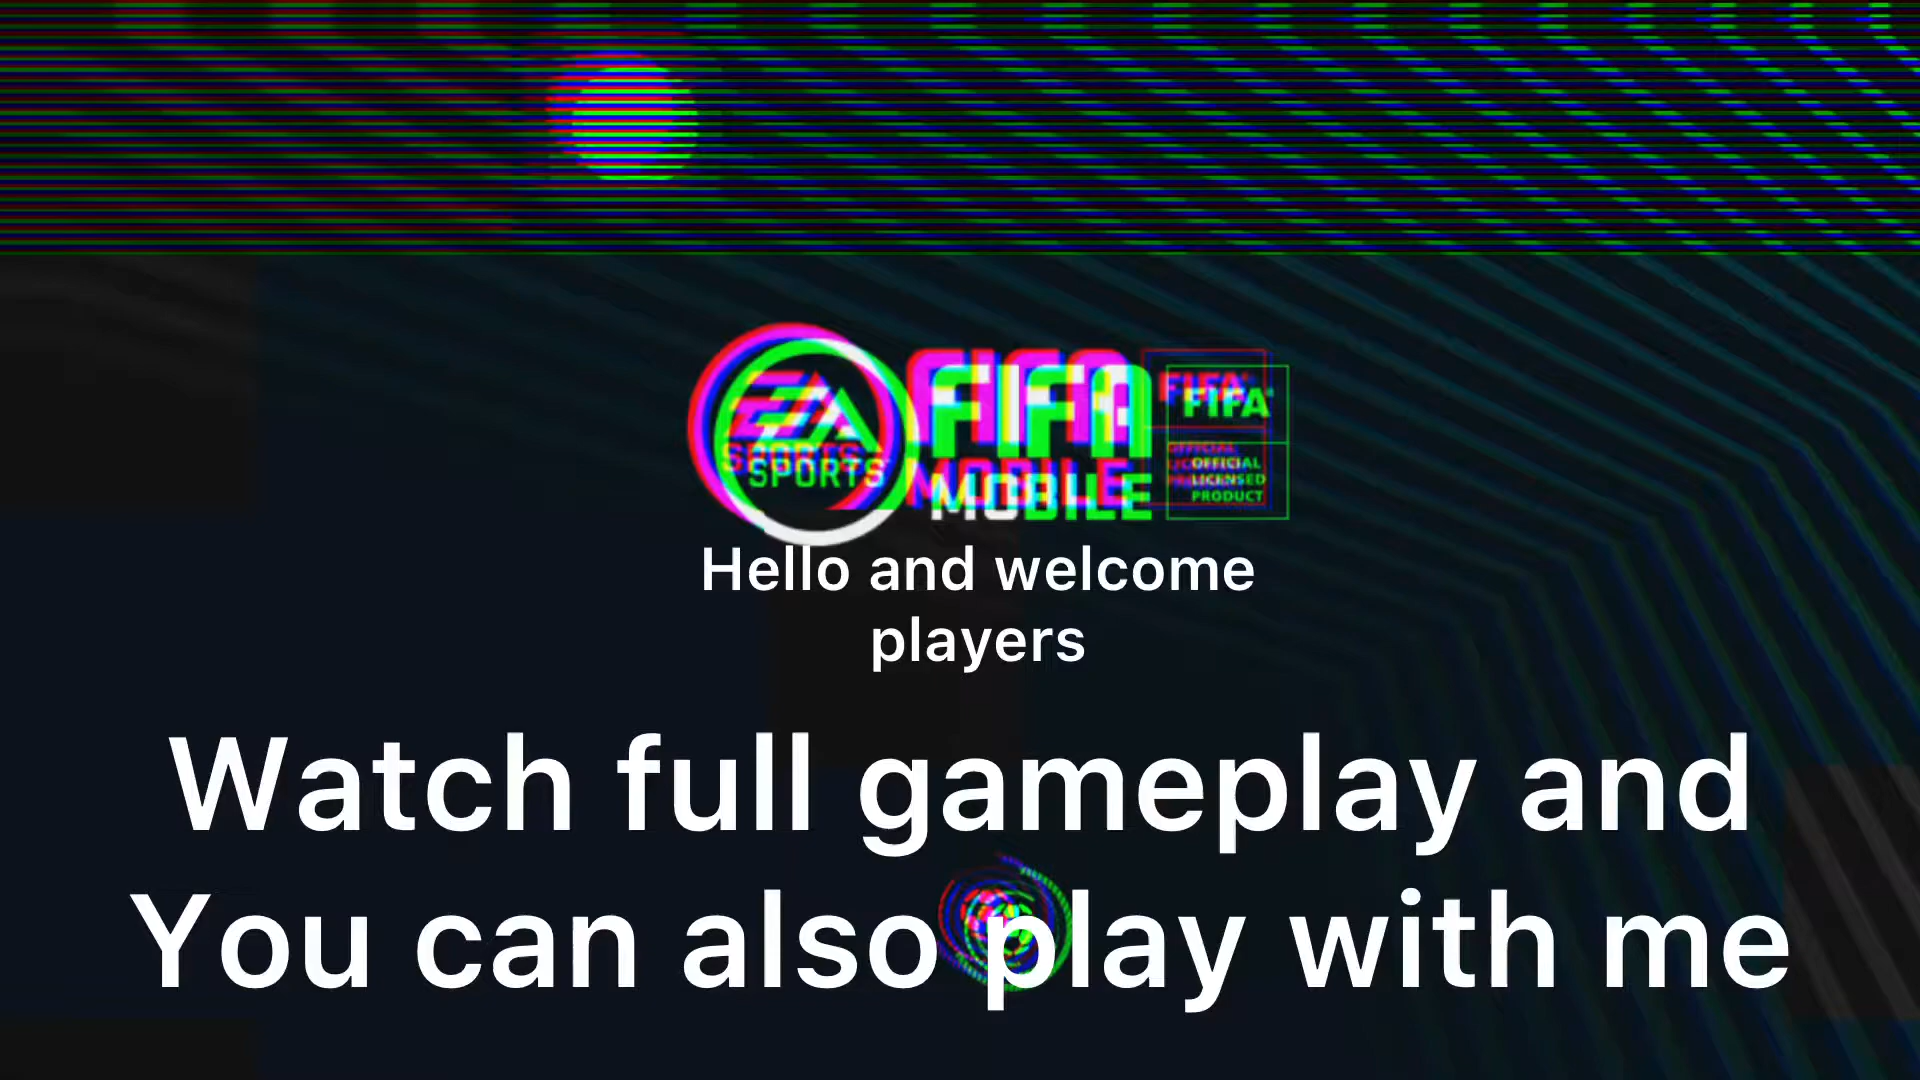 EA
SPORTS
FIFA
MOBILE
FIFA
OFFICIAL
LICENSED
PRODUCT
Hello and welcome
players
Watch full gameplay and
You can also play with me